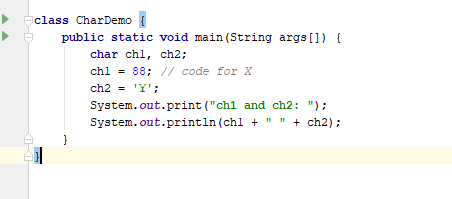 class CharDemo {
    public static void main(String args[]) {
        char ch1, ch2;
        ch1 = 88; // code for X
        ch2 = 'Y';
        System.out.print("ch1 and ch2: ");
        System.out.println(ch1 + " " + ch2);
    }
}